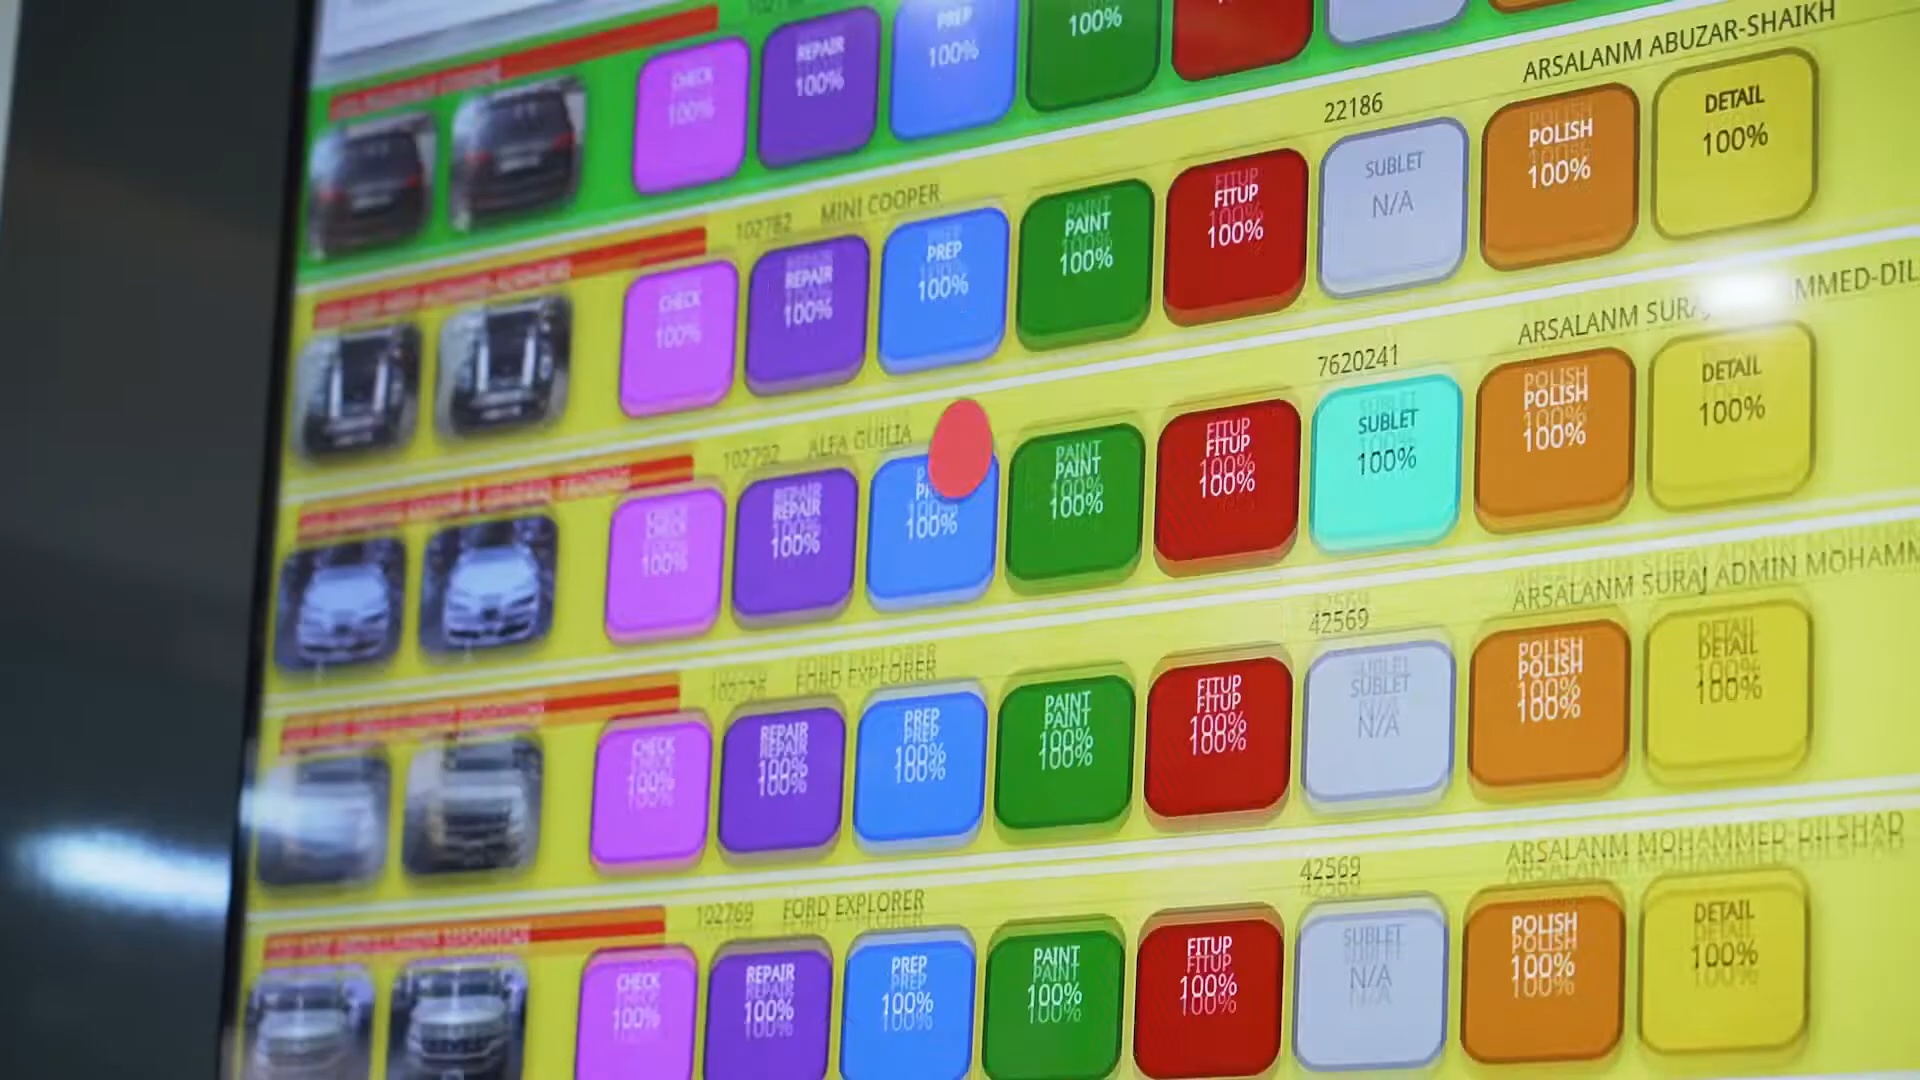 CHECK REPAIR PREP
100% 100% 100% 100%
ARSALANM ABUZAR-SHAIKH
102782 MINI COOPER 22186
CHECK REPAIR PREP PAINT FITUP SUBLET POLISH DETAIL
100% 100% 100% 100% 100% N/A 100% 100%
102792 ALFA GUILIA 7620241 ARSALANM
CHECK REPAIR PAINT FITUP SUBLET POLISH DETAIL
100% 100% 100% 100% 100% 100% 100% 100%
FORD EXPLORER 42569 ARSALANM SURAJ ADMIN
CHECK REPAIR PREP PAINT FITUP SUBLET POLISH DETAIL
100% 100% 100% 100% 100% N/A 100% 100%
102769 FORD EXPLORER 42569 ARSALANM MOHAMMED-DILSHAD
CHECK REPAIR PREP PAINT FITUP SUBLET POLISH DETAIL
100% 100% 100% 100% 100% N/A 100% 100%